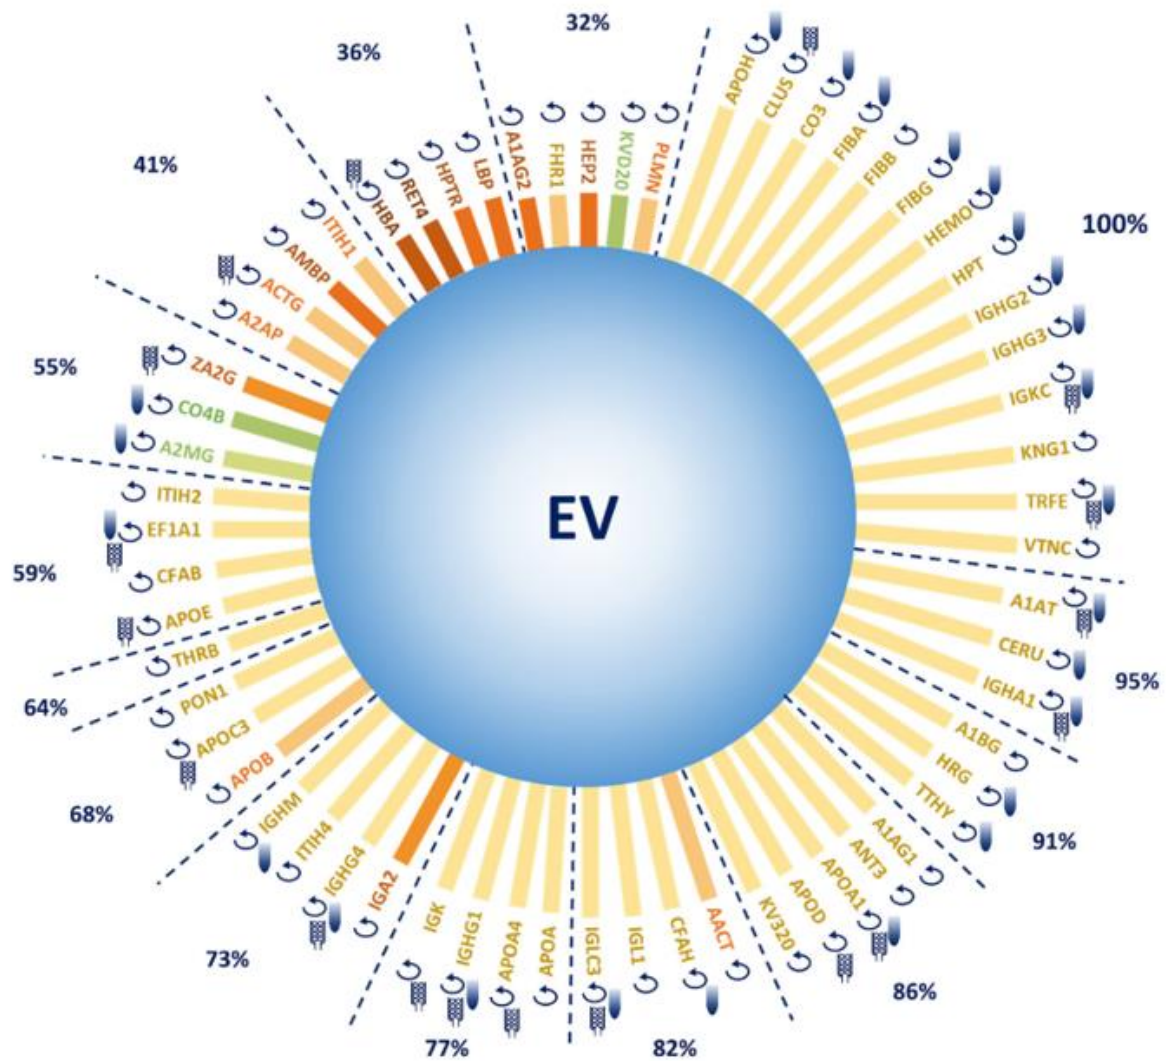 32%
A1AG2
FHR1
HEP2
KVD20
PLMN
100%
APOH
CLUS
CO3
FIBA
FIBB
FIBG
HEMO
HPT
IGHG2
IGHG3
IGKC
KNG1
TRFE
VTNC
95%
A1AT
CERU
IGHA1
91%
A1BG
HRG
TTHY
86%
A1AG1
ANT3
APOA1
APOD
KV320
82%
AACT
CFAH
IGL1
IGLC3
77%
APOA
APOA4
IGHG1
IGK
73%
IGA2
IGHG4
ITIH4
IGHM
68%
APOB
APOC3
PON1
64%
THRB
59%
APOE
CFAB
EF1A1
ITIH2
55%
A2MG
CO4B
ZA2G
41%
A2AP
ACTG
AMBP
ITIH1
36%
HBA
RET4
HPTR
LBP
EV